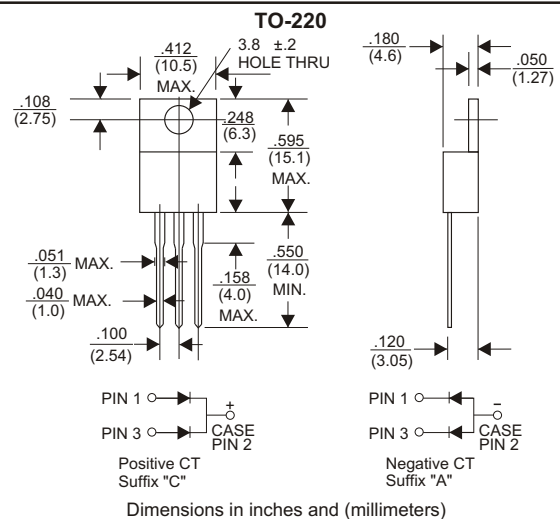 TO-220
.412
(10.5)
MAX.
3.8 ±.2
HOLE THRU
.180
(4.6)
.050
(1.27)
.108
(2.75)
.248
(6.3)
.595
(15.1)
MAX.
.051
(1.3)
MAX.
.040
(1.0)
MAX.
.158
(4.0)
MAX.
.550
(14.0)
MIN.
.100
(2.54)
.120
(3.05)
PIN 1
+
PIN 3
CASE
PIN 2
Positive CT
Suffix "C"
PIN 1
−
PIN 3
CASE
PIN 2
Negative CT
Suffix "A"
Dimensions in inches and (millimeters)